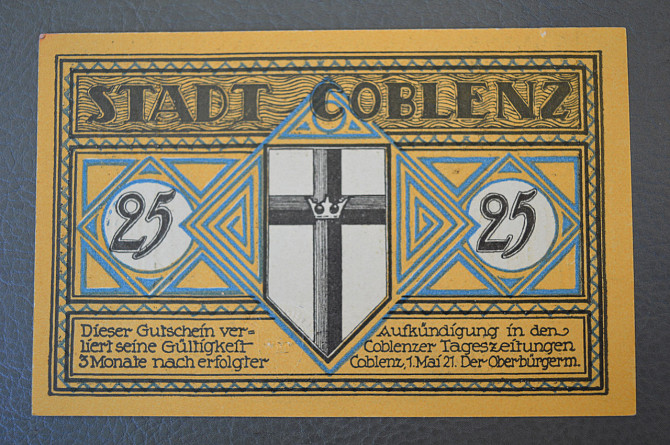 STADT COBLENZ
25
25
Dieser Gutschein ver=
liert seine Gültigkeit
3 Monate nach erfolgter
Aufkündigung in den
Coblenzer Tageszeitungen
Coblenz, 1. Mai 21. Der Oberbürgerm.